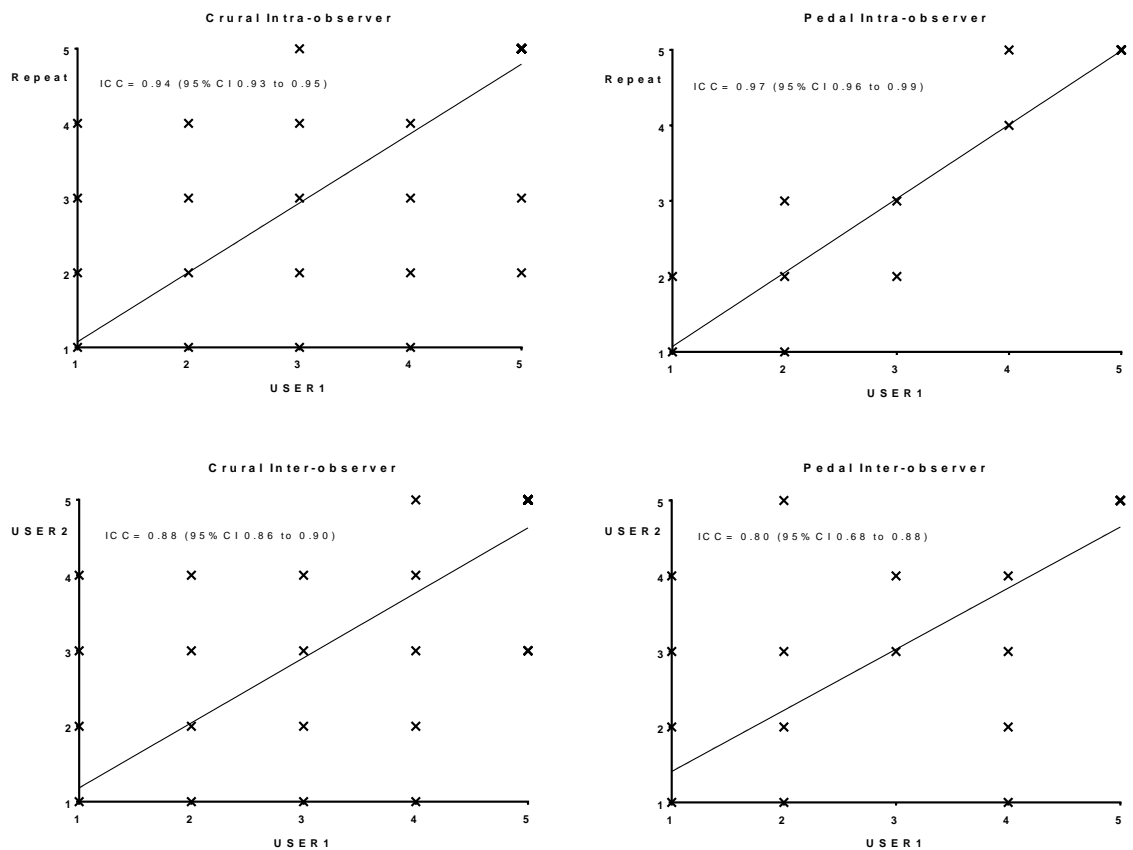 Crural Intra-observer
5
Repeat
ICC= 0.94 (95% CI 0.93 to 0.95)
4
3
2
1
1 2 3 4 5
USER1
Pedal Intra-observer
5
Repeat
ICC= 0.97 (95% CI 0.96 to 0.99)
4
3
2
1
1 2 3 4 5
USER1
Crural Inter-observer
5
USER2
ICC= 0.88 (95% CI 0.86 to 0.90)
4
3
2
1
1 2 3 4 5
USER1
Pedal Inter-observer
5
USER2
ICC= 0.80 (95% CI 0.68 to 0.88)
4
3
2
1
1 2 3 4 5
USER1